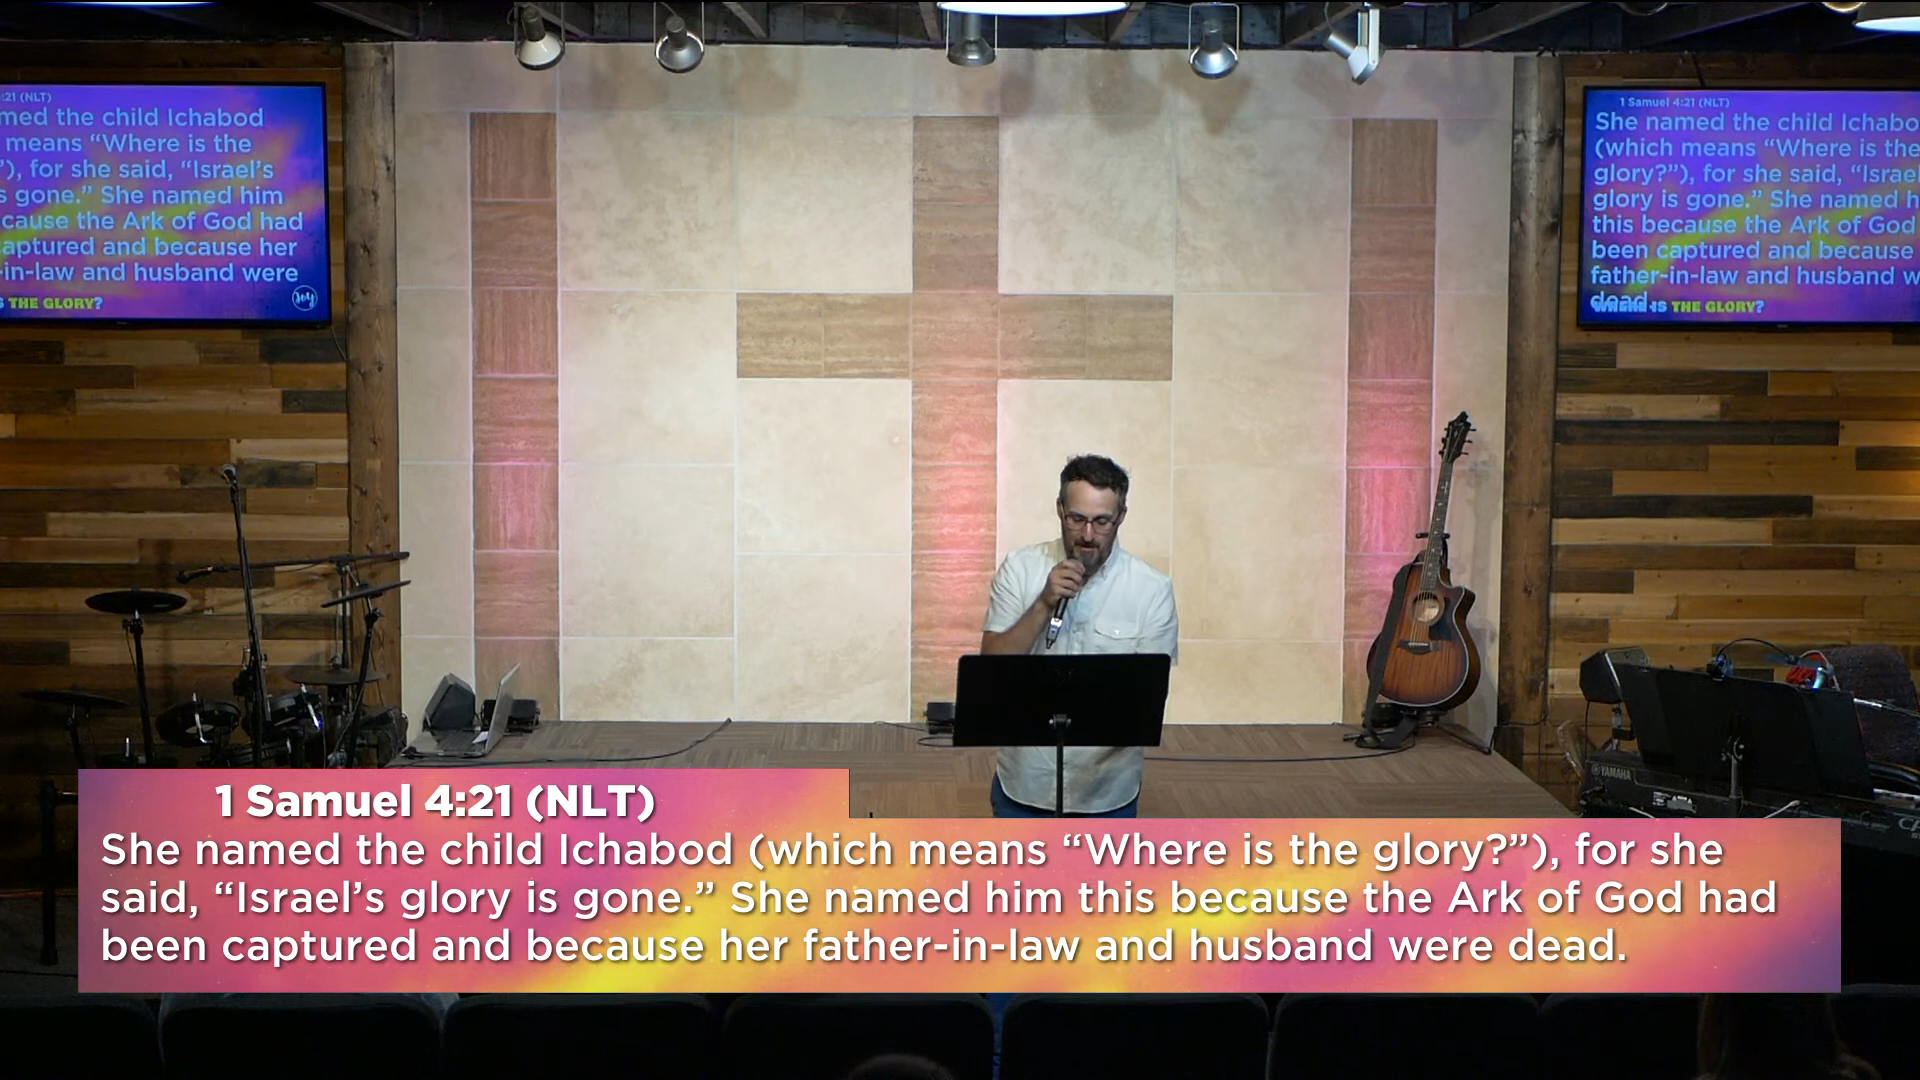 :21 (NLT)
med the child Ichabod
means “Where is the
”), for she said, “Israel’s
s gone.” She named him
cause the Ark of God had
aptured and because her
-in-law and husband were
S THE GLORY?
Joy
1 Samuel 4:21 (NLT)
She named the child Ichabo
(which means “Where is the
glory?”), for she said, “Israel
glory is gone.” She named h
this because the Ark of God
been captured and because
father-in-law and husband w
dead.
WHERE IS THE GLORY?
YAMAHA
1 Samuel 4:21 (NLT)
She named the child Ichabod (which means “Where is the glory?”), for she
said, “Israel’s glory is gone.” She named him this because the Ark of God had
been captured and because her father-in-law and husband were dead.